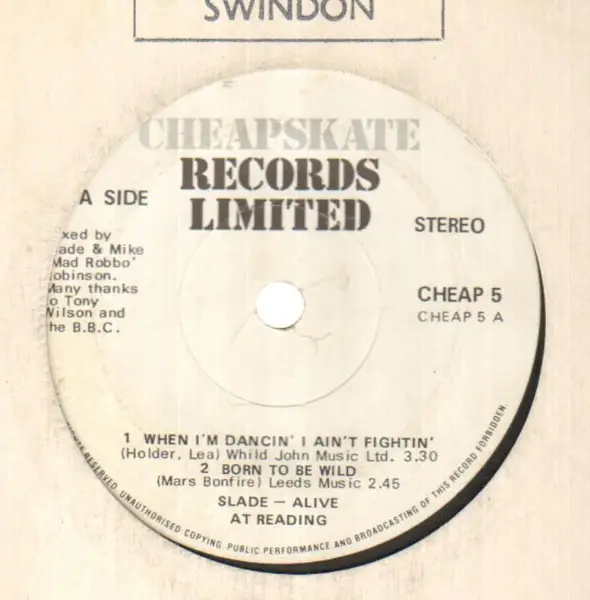 SWINDON
CHEAPSKATE
RECORDS
LIMITED
A SIDE
STEREO
xed by
ade & Mike
'Mad Robbo'
obinson.
Many thanks
o Tony
Wilson and
he B.B.C.
CHEAP 5
CHEAP 5 A
1 WHEN I'M DANCIN' I AIN'T FIGHTIN'
(Holder, Lea) Whild John Music Ltd. 3.30
2 BORN TO BE WILD
(Mars Bonfire) Leeds Music 2.45
SLADE – ALIVE
AT READING
RESERVED. UNAUTHORISED COPYING, PUBLIC PERFORMANCE AND BROADCASTING OF THIS RECORD FORBIDDEN.